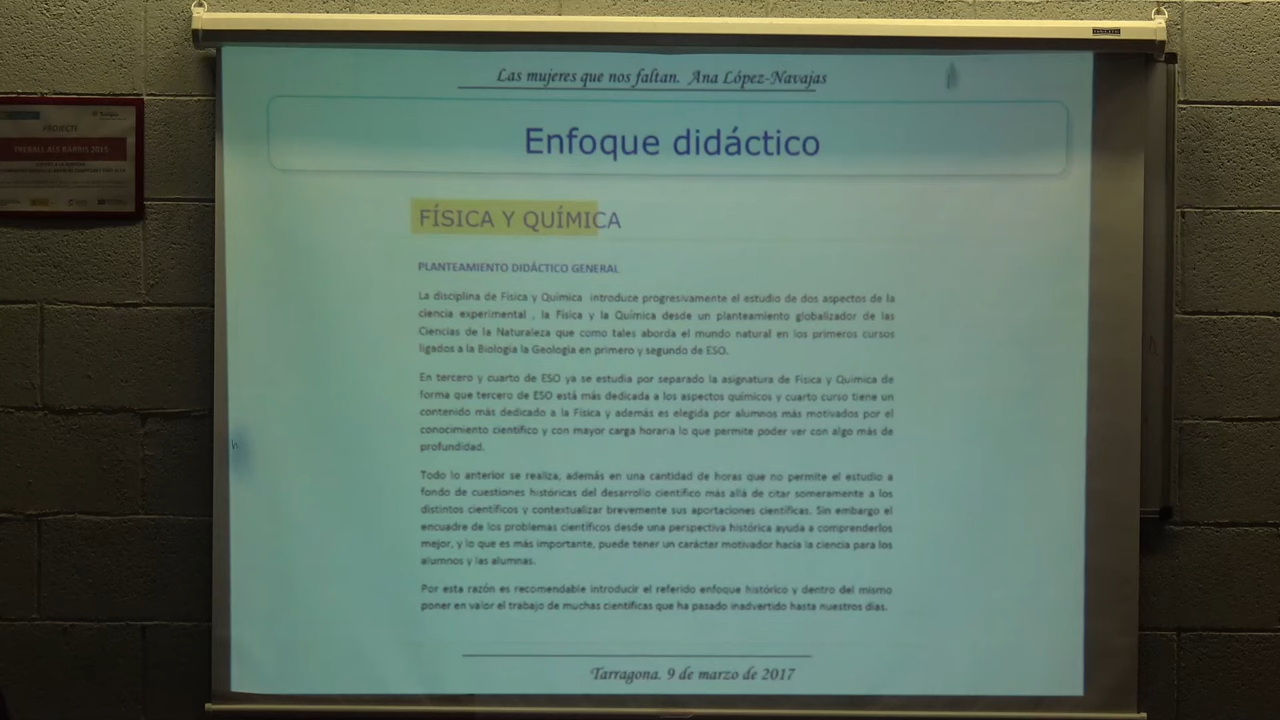 Las mujeres que nos faltan. Ana López-Navajas
Enfoque didáctico
FÍSICA Y QUÍMICA
PLANTEAMIENTO DIDÁCTICO GENERAL
La disciplina de Física y Química introduce progresivamente el estudio de dos aspectos de la
ciencia experimental , la Física y la Química desde un planteamiento globalizador de las
Ciencias de la Naturaleza que como tales aborda el mundo natural en los primeros cursos
ligados a la Biología la Geología en primero y segundo de ESO.
En tercero y cuarto de ESO ya se estudia por separado la asignatura de Física y Química de
forma que tercero de ESO está más dedicada a los aspectos químicos y cuarto curso tiene un
contenido más dedicado a la Física y además es elegida por alumnos más motivados por el
conocimiento científico y con mayor carga horaria lo que permite poder ver con algo más de
profundidad.
Todo lo anterior se realiza, además en una cantidad de horas que no permite el estudio a
fondo de cuestiones históricas del desarrollo científico más allá de citar someramente a los
distintos científicos y contextualizar brevemente sus aportaciones científicas. Sin embargo el
encuadre de los problemas científicos desde una perspectiva histórica ayuda a comprenderlos
mejor, y lo que es más importante, puede tener un carácter motivador hacia la ciencia para los
alumnos y las alumnas.
Por esta razón es recomendable introducir el referido enfoque histórico y dentro del mismo
poner en valor el trabajo de muchas científicas que ha pasado inadvertido hasta nuestros días.
Tarragona. 9 de marzo de 2017
PROJECTE
TREBALL ALS BARRIS 2015